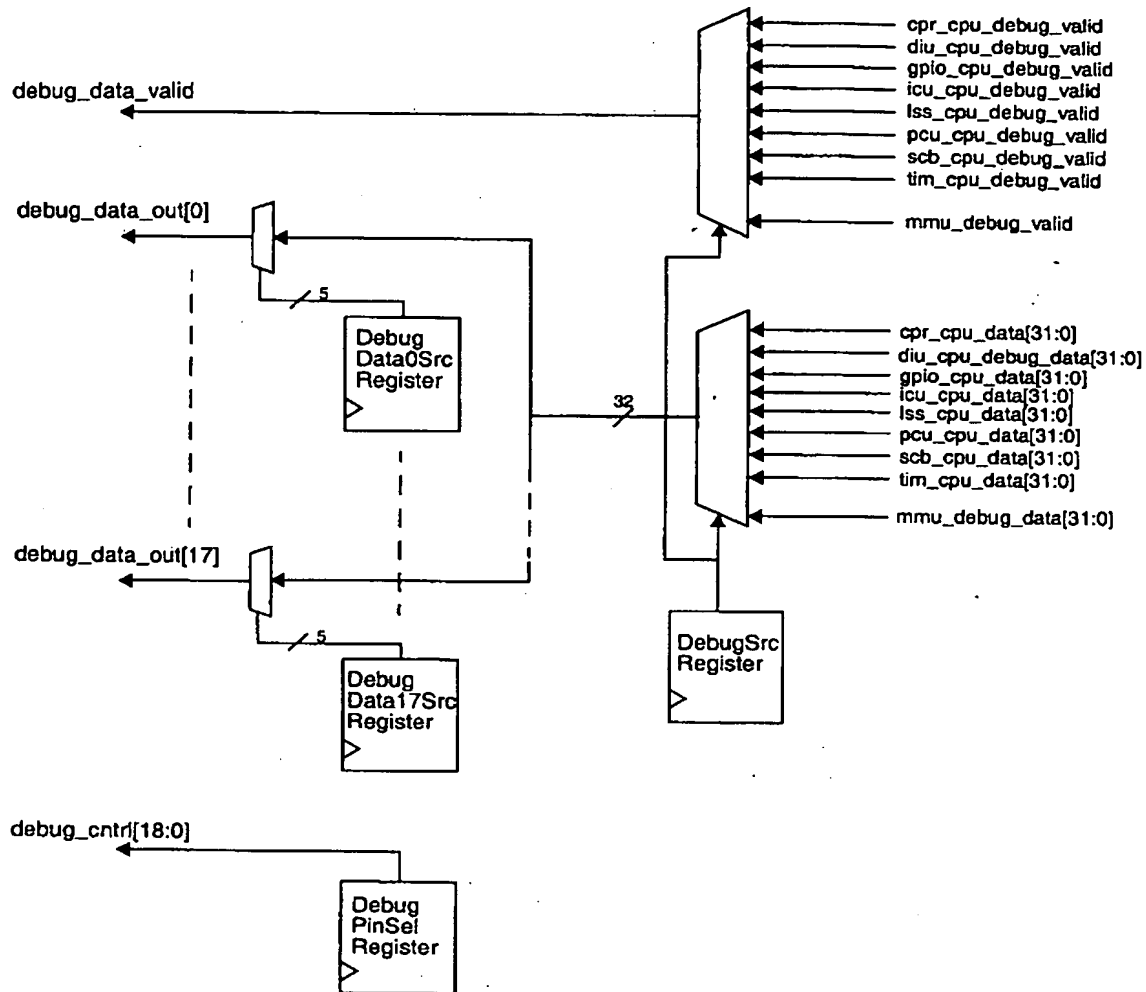 cpr_cpu_debug_valid
diu_cpu_debug_valid
gpio_cpu_debug_valid
icu_cpu_debug_valid
lss_cpu_debug_valid
pcu_cpu_debug_valid
scb_cpu_debug_valid
tim_cpu_debug_valid
mmu_debug_valid
debug_data_valid
debug_data_out[0]
5
Debug
Data0Src
Register
cpr_cpu_data[31:0]
diu_cpu_debug_data[31:0]
gpio_cpu_data[31:0]
icu_cpu_data[31:0]
lss_cpu_data[31:0]
pcu_cpu_data[31:0]
scb_cpu_data[31:0]
tim_cpu_data[31:0]
mmu_debug_data[31:0]
32
debug_data_out[17]
5
Debug
Data17Src
Register
DebugSrc
Register
debug_cntrl[18:0]
Debug
PinSel
Register